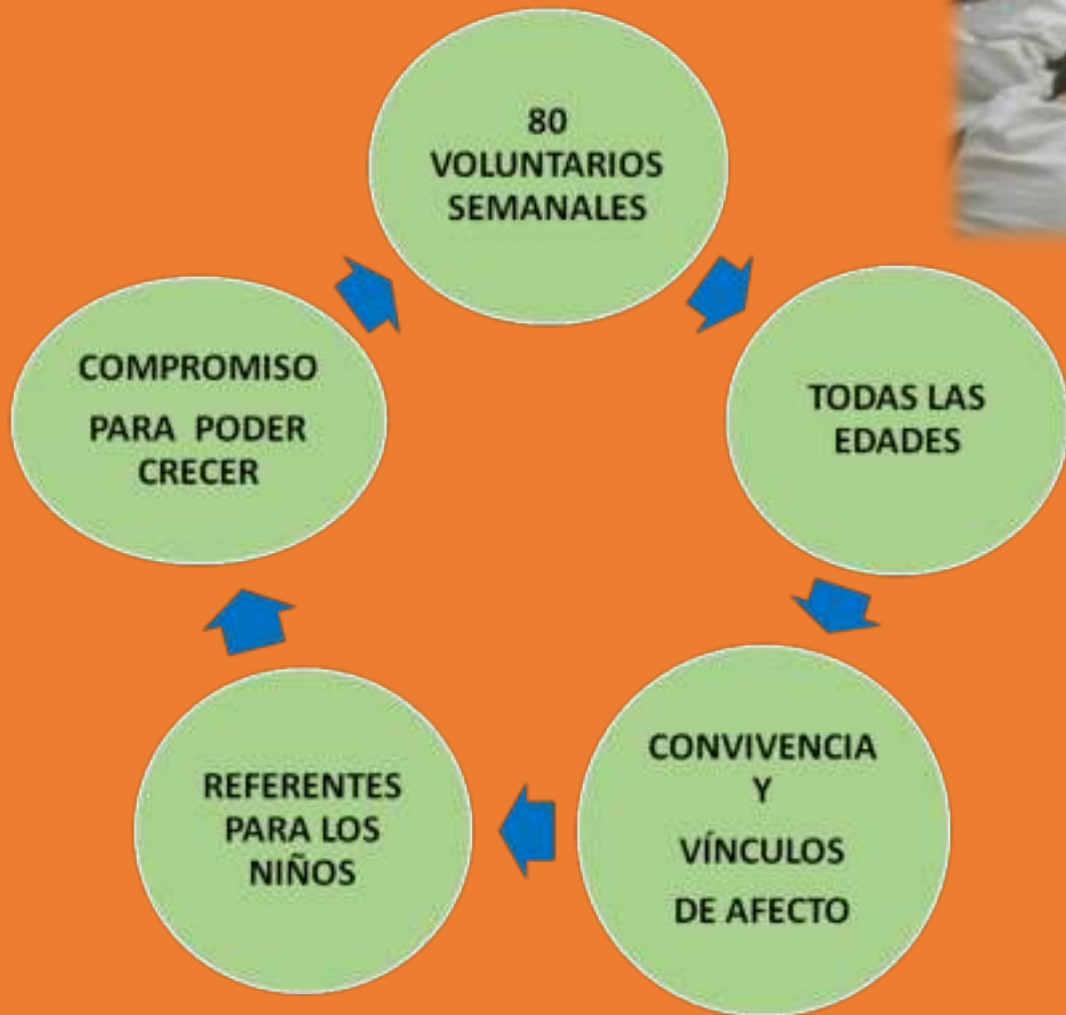 80
VOLUNTARIOS
SEMANALES
TODAS LAS
EDADES
CONVIVENCIA
Y
VÍNCULOS
DE AFECTO
REFERENTES
PARA LOS
NIÑOS
COMPROMISO
PARA PODER
CRECER